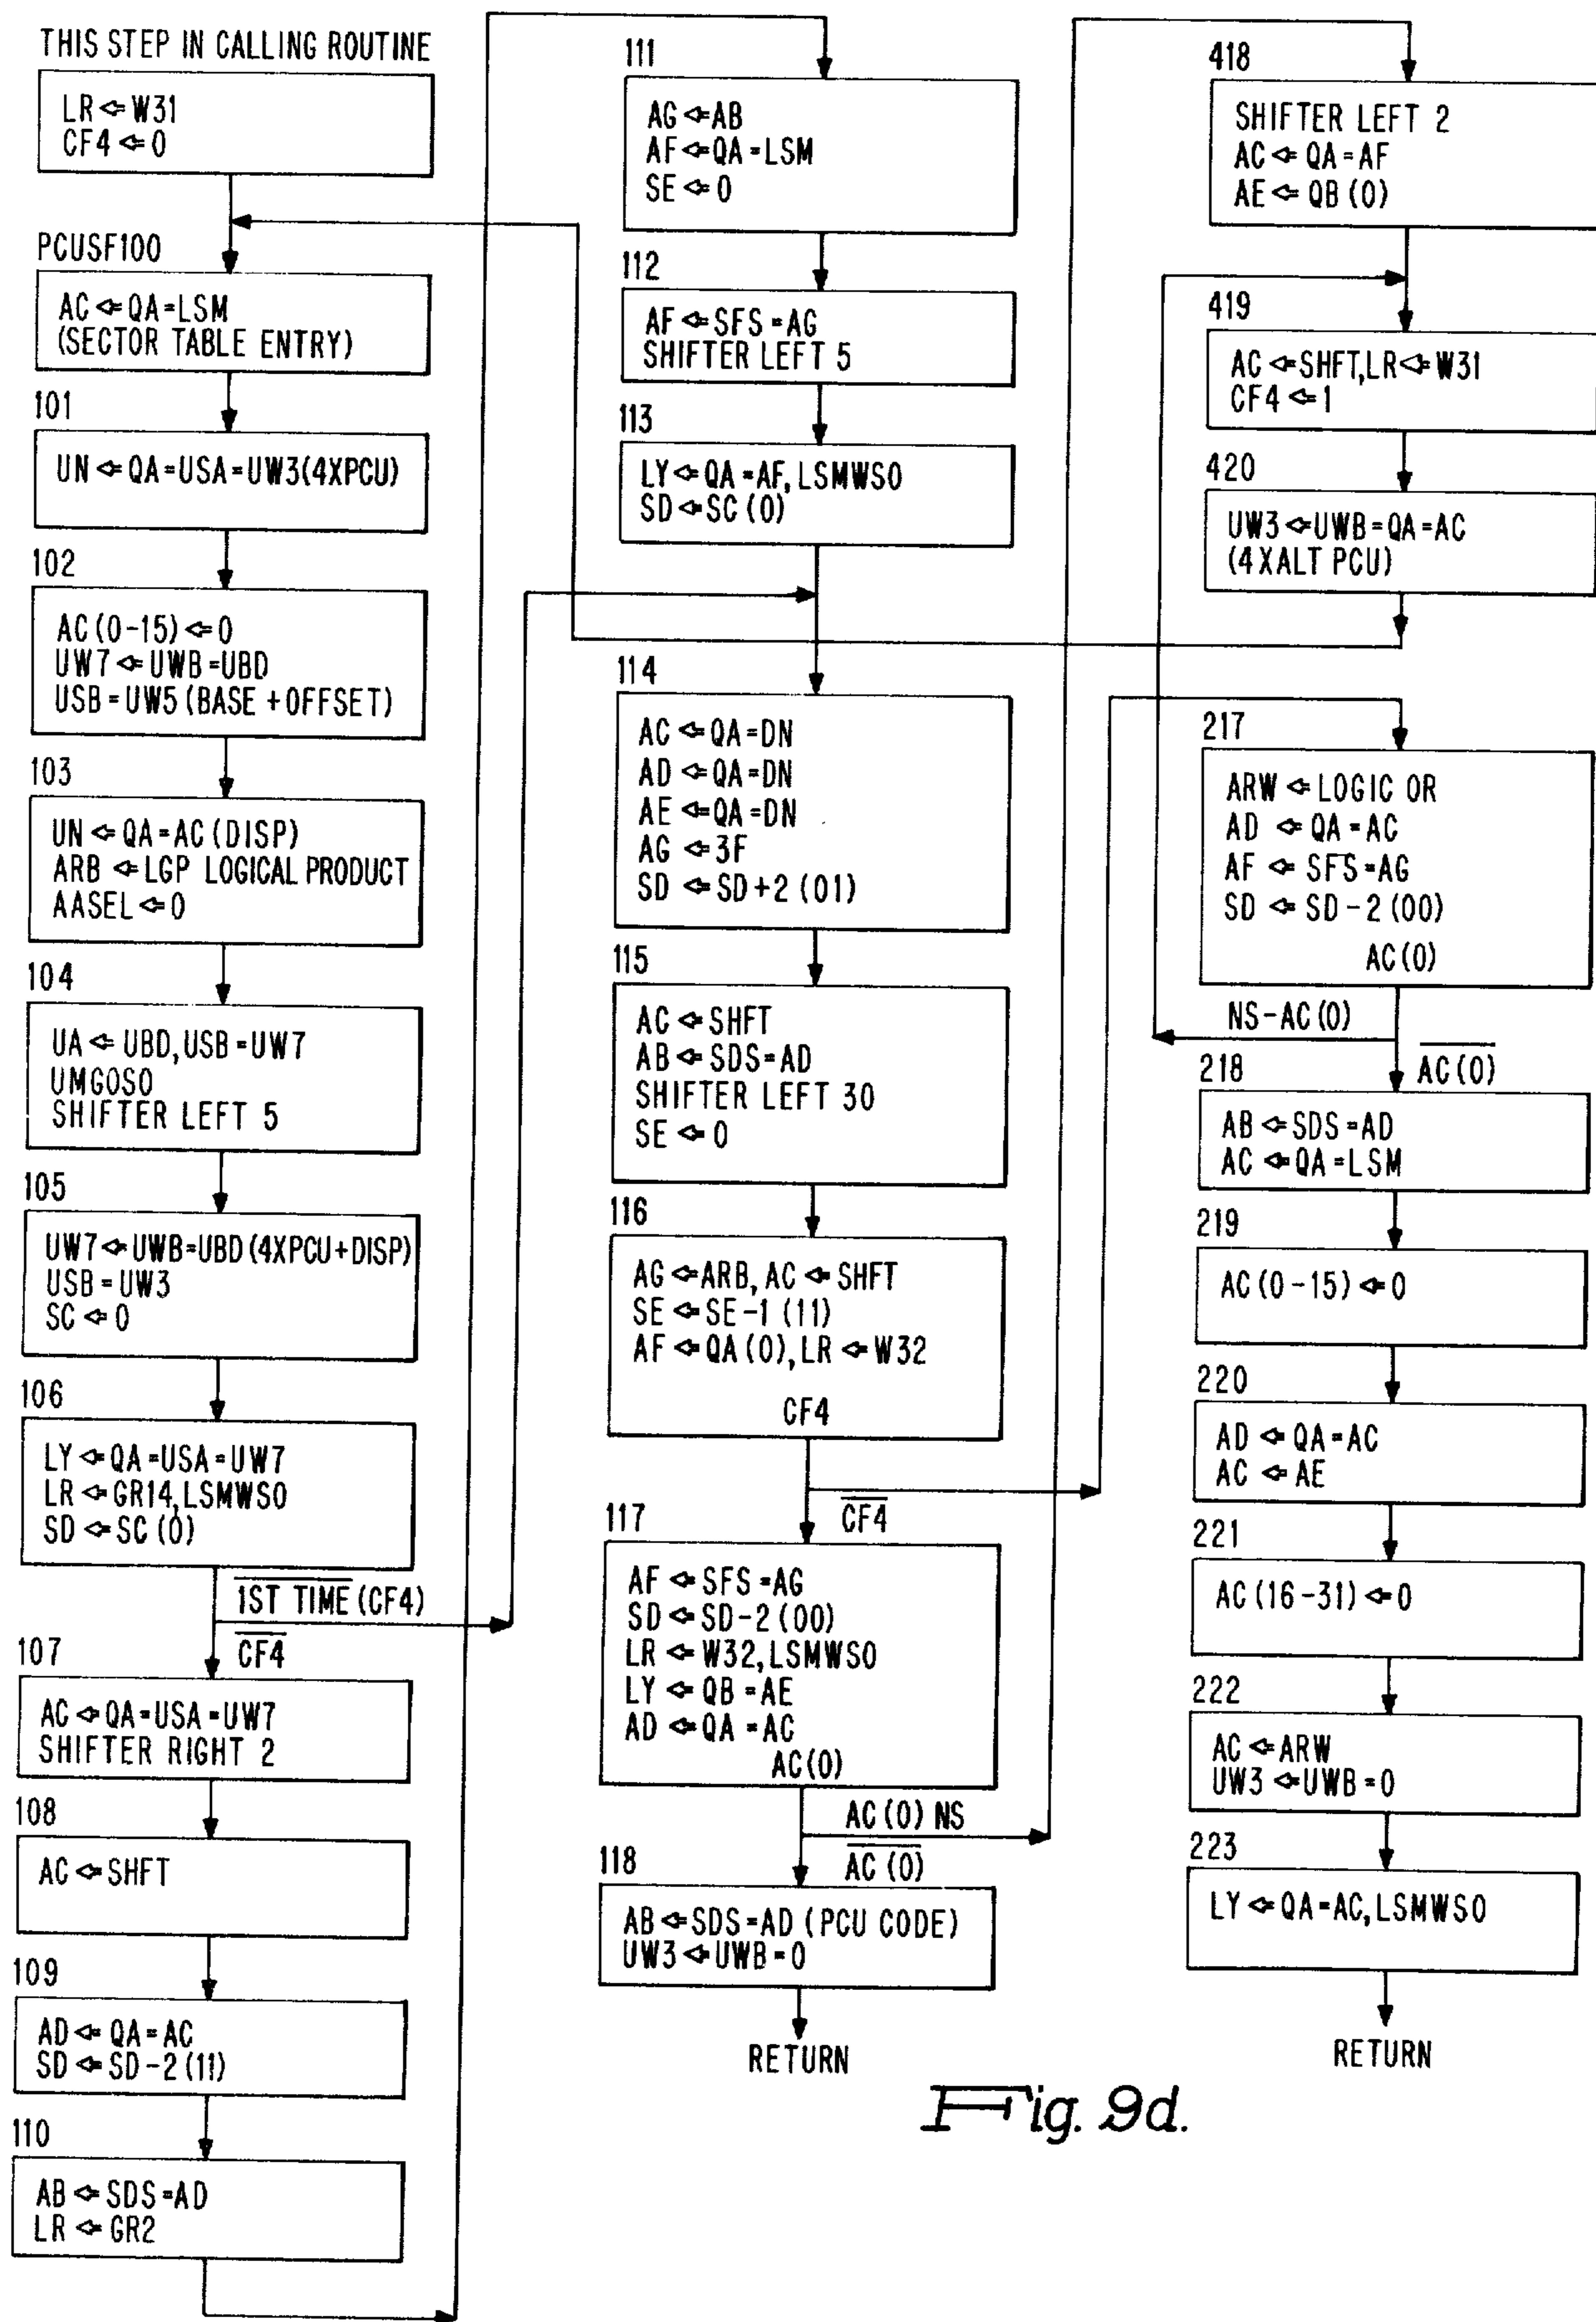 THIS STEP IN CALLING ROUTINE
LR ⇐ W31
CF4 ⇐ 0
PCUSF100
AC ⇐ QA = LSM
(SECTOR TABLE ENTRY)
101
UN ⇐ QA = USA = UW3(4XPCU)
102
AC (0-15) ⇐ 0
UW7 ⇐ UWB = UBD
USB = UW5 (BASE + OFFSET)
103
UN ⇐ QA = AC (DISP)
ARB ⇐ LGP LOGICAL PRODUCT
AASEL ⇐ 0
104
UA ⇐ UBD, USB = UW7
UMGOSO
SHIFTER LEFT 5
105
UW7 ⇐ UWB = UBD (4XPCU + DISP)
USB = UW3
SC ⇐ 0
106
LY ⇐ QA = USA = UW7
LR ⇐ GR14, LSMWSO
SD ⇐ SC (0)
1ST TIME (CF4)
CF4
107
AC ⇐ QA = USA = UW7
SHIFTER RIGHT 2
108
AC ⇐ SHFT
109
AD ⇐ QA = AC
SD ⇐ SD - 2 (11)
110
AB ⇐ SDS = AD
LR ⇐ GR2
111
AG ⇐ AB
AF ⇐ QA = LSM
SE ⇐ 0
112
AF ⇐ SFS = AG
SHIFTER LEFT 5
113
LY ⇐ QA = AF, LSMWSO
SD ⇐ SC (0)
114
AC ⇐ QA = DN
AD ⇐ QA = DN
AE ⇐ QA = DN
AG ⇐ 3F
SD ⇐ SD + 2 (01)
115
AC ⇐ SHFT
AB ⇐ SDS = AD
SHIFTER LEFT 30
SE ⇐ 0
116
AG ⇐ ARB, AC ⇐ SHFT
SE ⇐ SE - 1 (11)
AF ⇐ QA (0), LR ⇐ W32
CF4
CF4
117
AF ⇐ SFS = AG
SD ⇐ SD - 2 (00)
LR ⇐ W32, LSMWSO
LY ⇐ QB = AE
AD ⇐ QA = AC
AC (0)
AC (0) NS
AC (0)
118
AB ⇐ SDS = AD (PCU CODE)
UW3 ⇐ UWB = 0
RETURN
418
SHIFTER LEFT 2
AC ⇐ QA = AF
AE ⇐ QB (0)
419
AC ⇐ SHFT, LR ⇐ W31
CF4 ⇐ 1
420
UW3 ⇐ UWB = QA = AC
(4XALT PCU)
217
ARW ⇐ LOGIC OR
AD ⇐ QA = AC
AF ⇐ SFS = AG
SD ⇐ SD - 2 (00)
AC (0)
NS - AC (0)
AC (0)
218
AB ⇐ SDS = AD
AC ⇐ QA = LSM
219
AC (0-15) ⇐ 0
220
AD ⇐ QA = AC
AC ⇐ AE
221
AC (16-31) ⇐ 0
222
AC ⇐ ARW
UW3 ⇐ UWB = 0
223
LY ⇐ QA = AC, LSMWSO
RETURN
Fig. 9d.